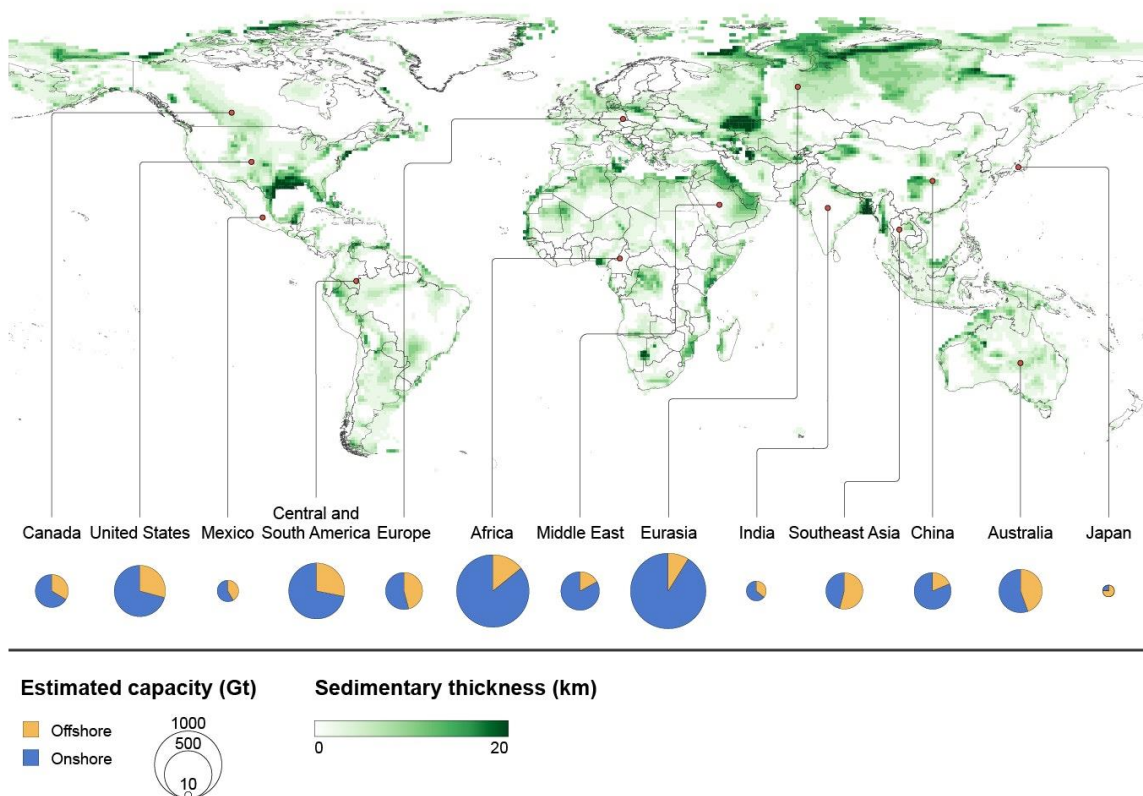 Canada
United States
Mexico
Central and
South America
Europe
Africa
Middle East
Eurasia
India
Southeast Asia
China
Australia
Japan
Estimated capacity (Gt)
Offshore
Onshore
1000
500
10
Sedimentary thickness (km)
0
20